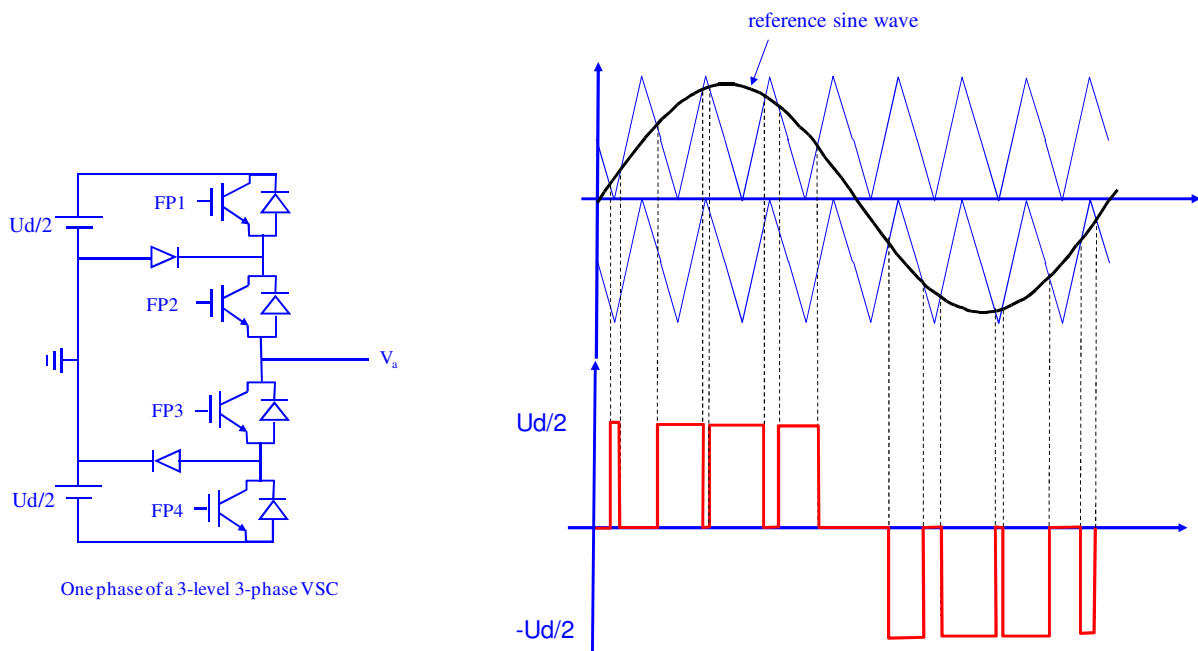 reference sine wave
FP1
Ud/2
FP2
V_a
FP3
Ud/2
FP4
One phase of a 3-level 3-phase VSC
Ud/2
-Ud/2